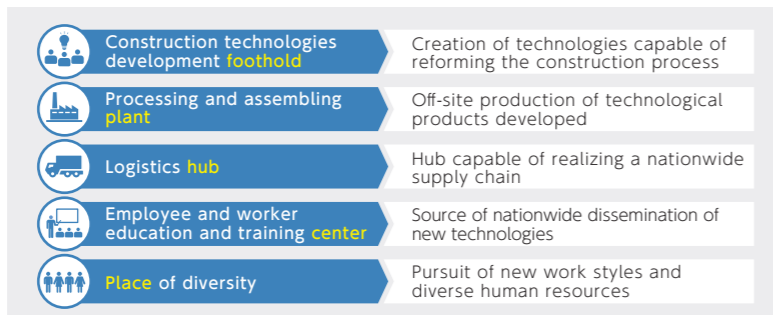 Construction technologies
development foothold
Creation of technologies capable of
reforming the construction process
Processing and assembling
plant
Off-site production of technological
products developed
Logistics hub
Hub capable of realizing a nationwide
supply chain
Employee and worker
education and training center
Source of nationwide dissemination of
new technologies
Place of diversity
Pursuit of new work styles and
diverse human resources